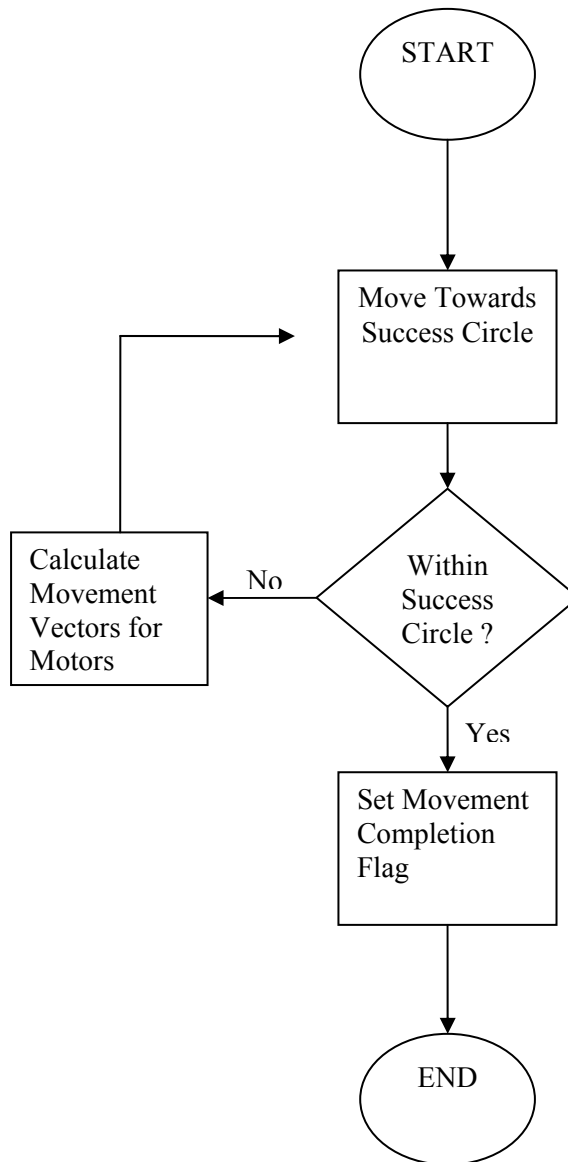 START
Move Towards
Success Circle
Within
Success
Circle ?
No
Calculate
Movement
Vectors for
Motors
Yes
Set Movement
Completion
Flag
END